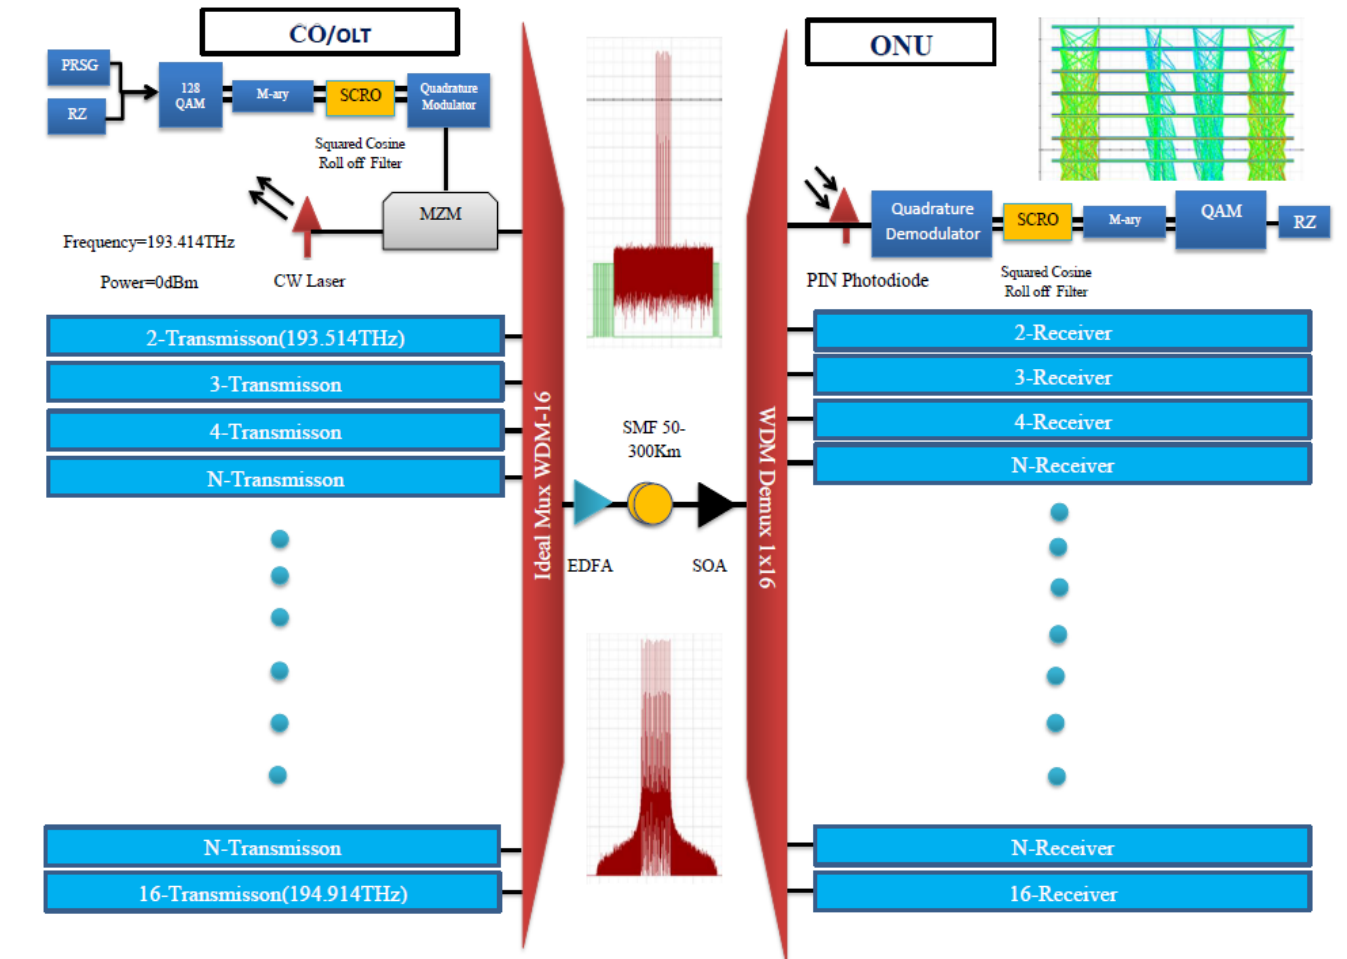 CO/OLT
PRSG
RZ
128
QAM
M-ary
SCRO
Quadrature
Modulator
Squared Cosine
Roll off Filter
MZM
Frequency=193.414THz
Power=0dBm
CW Laser
2-Transmisson(193.514THz)
3-Transmisson
4-Transmisson
N-Transmisson
N-Transmisson
16-Transmisson(194.914THz)
Ideal Mux WDM-16
SMF 50-
300Km
EDFA
SOA
WDM Demux 1x16
ONU
Quadrature
Demodulator
SCRO
M-ary
QAM
RZ
PIN Photodiode
Squared Cosine
Roll off Filter
2-Receiver
3-Receiver
4-Receiver
N-Receiver
N-Receiver
16-Receiver